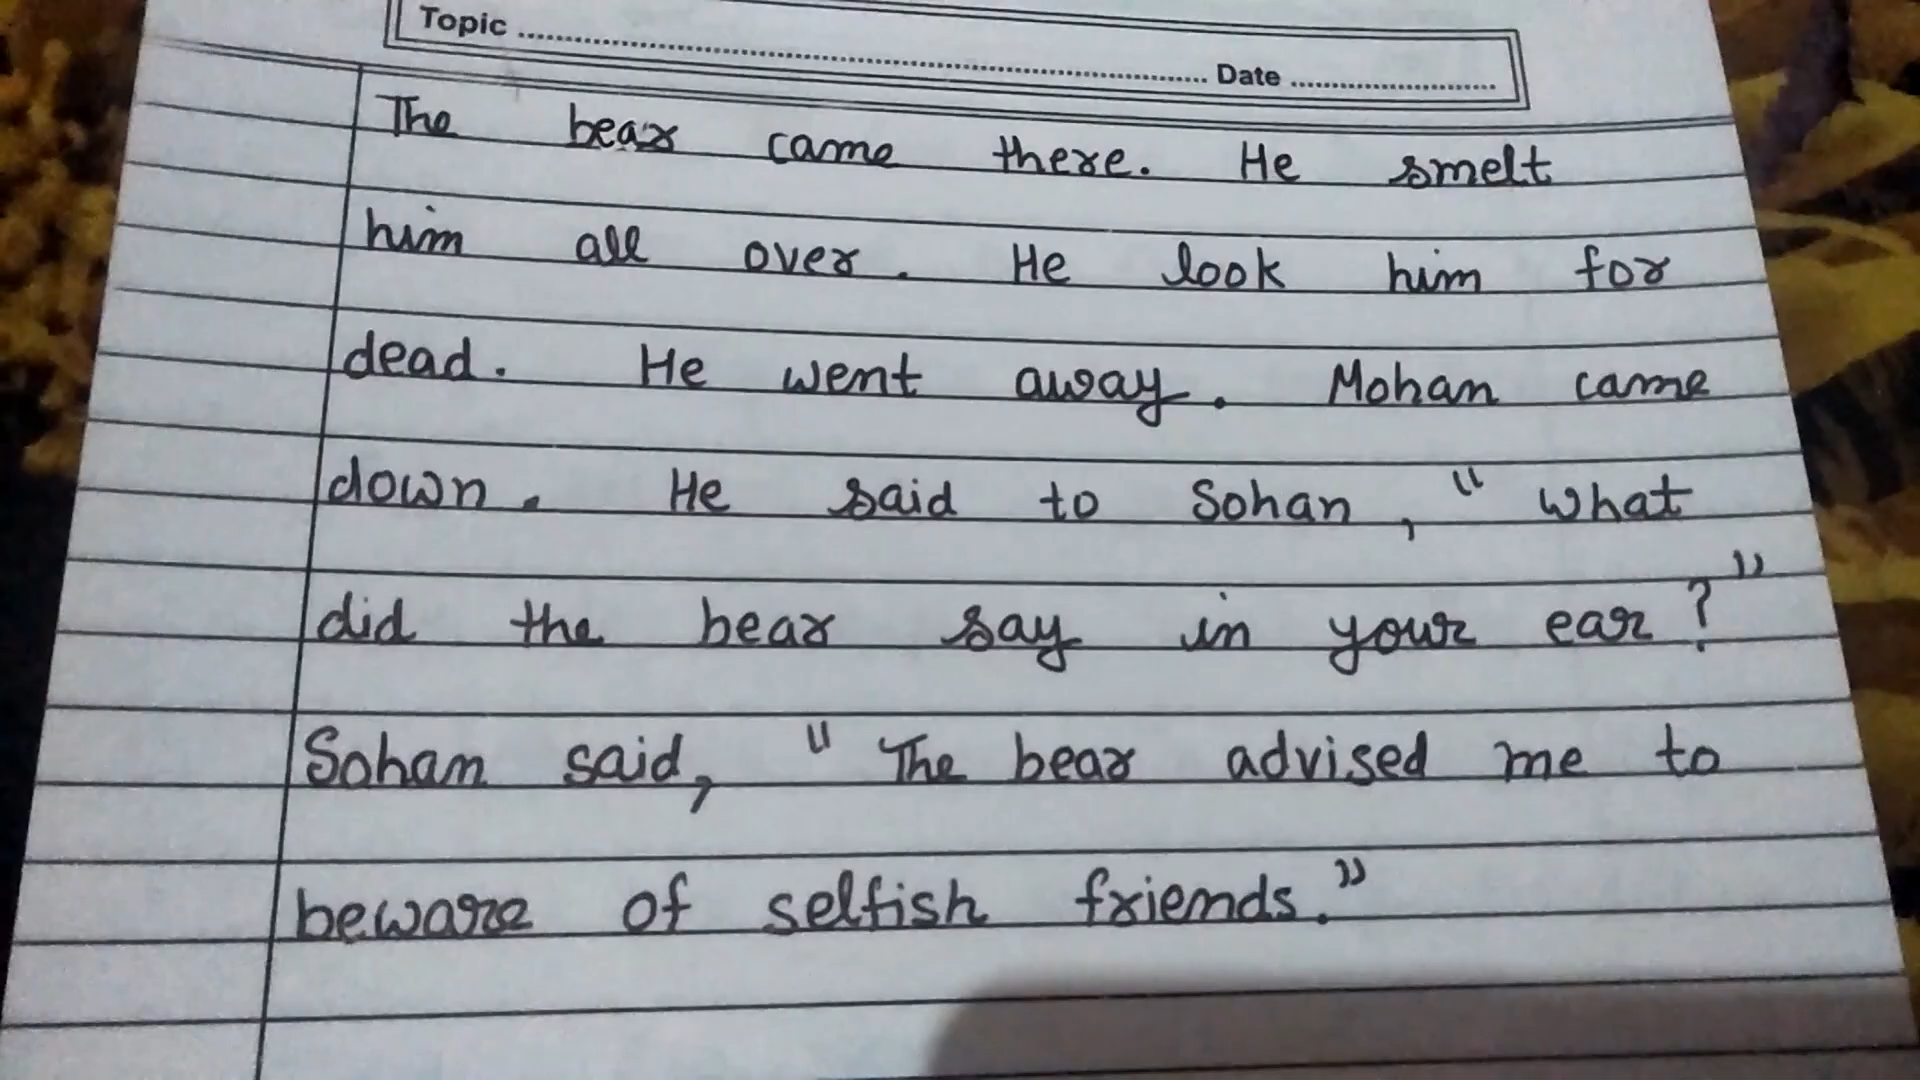 Topic ........................ Date ................
The bear came there. He smelt
him all over. He look him for
dead. He went away. Mohan came
down. He said to Sohan, "what
did the bear say in your ear?"
Sohan said, "The bear advised me to
beware of selfish friends."